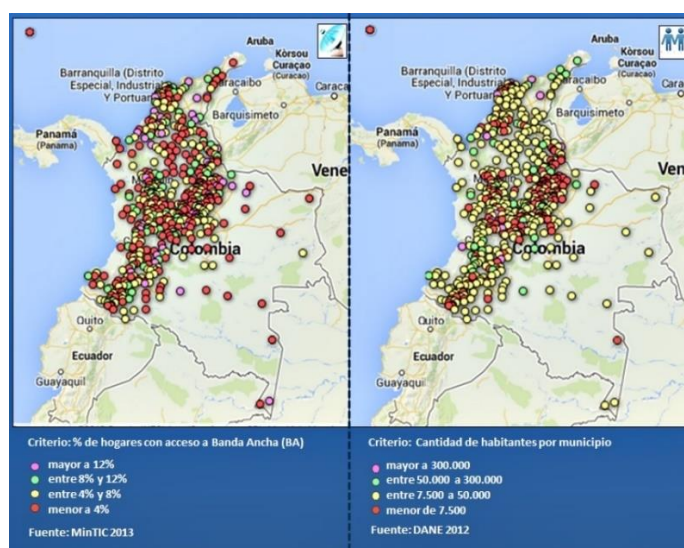 Aruba
Kòrsou
Curaçao
(Curacao)
Barranquilla (Distrito
Especial, Industrial
Y Portuar
Maracaibo
Caraca
Barquisimeto
Panamá
(Panama)
Vene
Colombia
Quito
Ecuador
Guayaquil
Criterio: % de hogares con acceso a Banda Ancha (BA)
mayor a 12%
entre 8% y 12%
entre 4% y 8%
menor a 4%
Fuente: MinTIC 2013
Aruba
Kòrsou
Curaçao
(Curacao)
Barranquilla (Distrito
Especial, Industrial
Y Portuar
Caraca
Barquisimeto
Panamá
(Panama)
Ven
Colombia
Quito
Ecuador
Guayaquil
Criterio: Cantidad de habitantes por municipio
mayor a 300.000
entre 50.000 a 300.000
entre 7.500 a 50.000
menor de 7.500
Fuente: DANE 2012